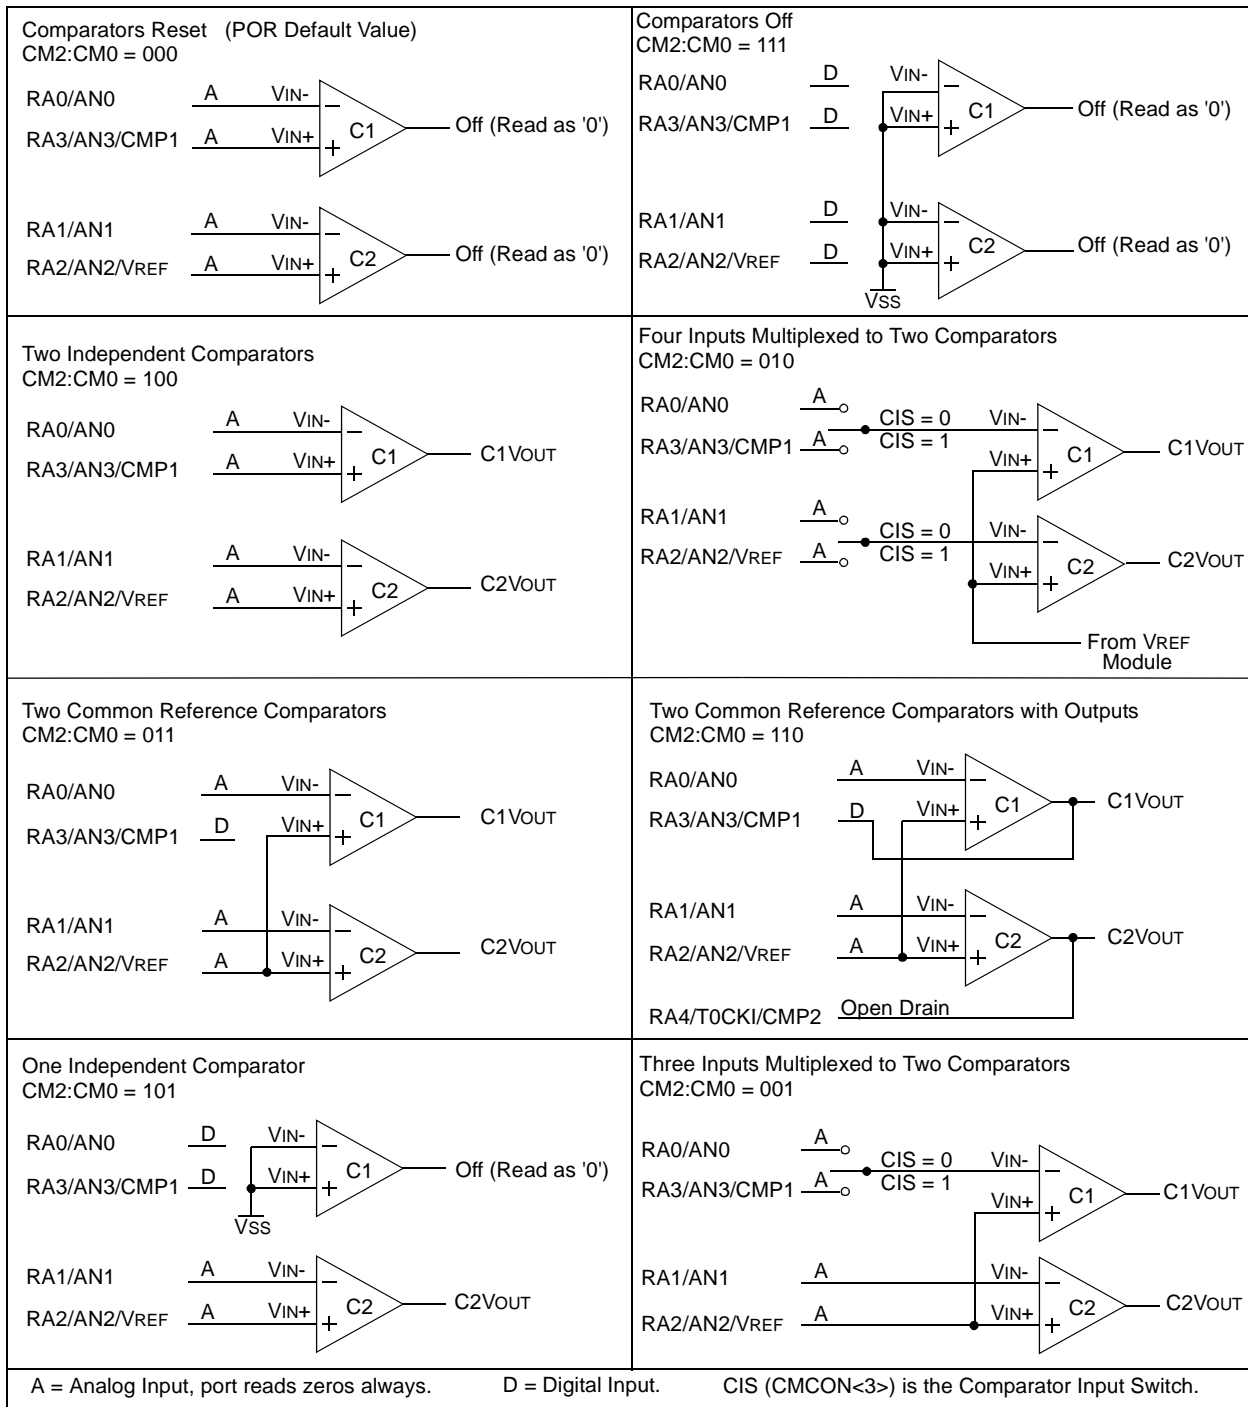 Comparators Reset (POR Default Value)
CM2:CM0 = 000
RA0/AN0 A VIN- −
RA3/AN3/CMP1 A VIN+ +
C1
Off (Read as '0')
RA1/AN1 A VIN- −
RA2/AN2/VREF A VIN+ +
C2
Off (Read as '0')
Comparators Off
CM2:CM0 = 111
RA0/AN0 D VIN- −
RA3/AN3/CMP1 D VIN+ +
C1
Off (Read as '0')
RA1/AN1 D VIN- −
RA2/AN2/VREF D VIN+ +
C2
Off (Read as '0')
VSS
Two Independent Comparators
CM2:CM0 = 100
RA0/AN0 A VIN- −
RA3/AN3/CMP1 A VIN+ +
C1
C1VOUT
RA1/AN1 A VIN- −
RA2/AN2/VREF A VIN+ +
C2
C2VOUT
Four Inputs Multiplexed to Two Comparators
CM2:CM0 = 010
RA0/AN0 A
CIS = 0 VIN- −
RA3/AN3/CMP1 A CIS = 1
VIN+ +
C1
C1VOUT
RA1/AN1 A
CIS = 0 VIN- −
RA2/AN2/VREF A CIS = 1
VIN+ +
C2
C2VOUT
From VREF
Module
Two Common Reference Comparators
CM2:CM0 = 011
RA0/AN0 A VIN- −
RA3/AN3/CMP1 D VIN+ +
C1
C1VOUT
RA1/AN1 A VIN- −
RA2/AN2/VREF A VIN+ +
C2
C2VOUT
Two Common Reference Comparators with Outputs
CM2:CM0 = 110
RA0/AN0 A VIN- −
RA3/AN3/CMP1 D VIN+ +
C1
C1VOUT
RA1/AN1 A VIN- −
RA2/AN2/VREF A VIN+ +
C2
C2VOUT
RA4/T0CKI/CMP2 Open Drain
One Independent Comparator
CM2:CM0 = 101
RA0/AN0 D VIN- −
RA3/AN3/CMP1 D VIN+ +
C1
Off (Read as '0')
VSS
RA1/AN1 A VIN- −
RA2/AN2/VREF A VIN+ +
C2
C2VOUT
Three Inputs Multiplexed to Two Comparators
CM2:CM0 = 001
RA0/AN0 A
CIS = 0 VIN- −
RA3/AN3/CMP1 A CIS = 1
VIN+ +
C1
C1VOUT
RA1/AN1 A VIN- −
RA2/AN2/VREF A VIN+ +
C2
C2VOUT
A = Analog Input, port reads zeros always. D = Digital Input. CIS (CMCON<3>) is the Comparator Input Switch.